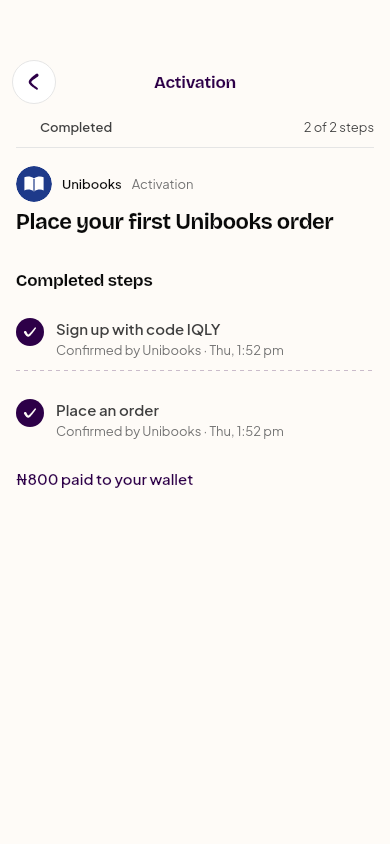 Activation
Completed
2 of 2 steps
Unibooks Activation
Place your first Unibooks order
Completed steps
Sign up with code IQLY
Confirmed by Unibooks · Thu, 1:52 pm
Place an order
Confirmed by Unibooks · Thu, 1:52 pm
₦800 paid to your wallet